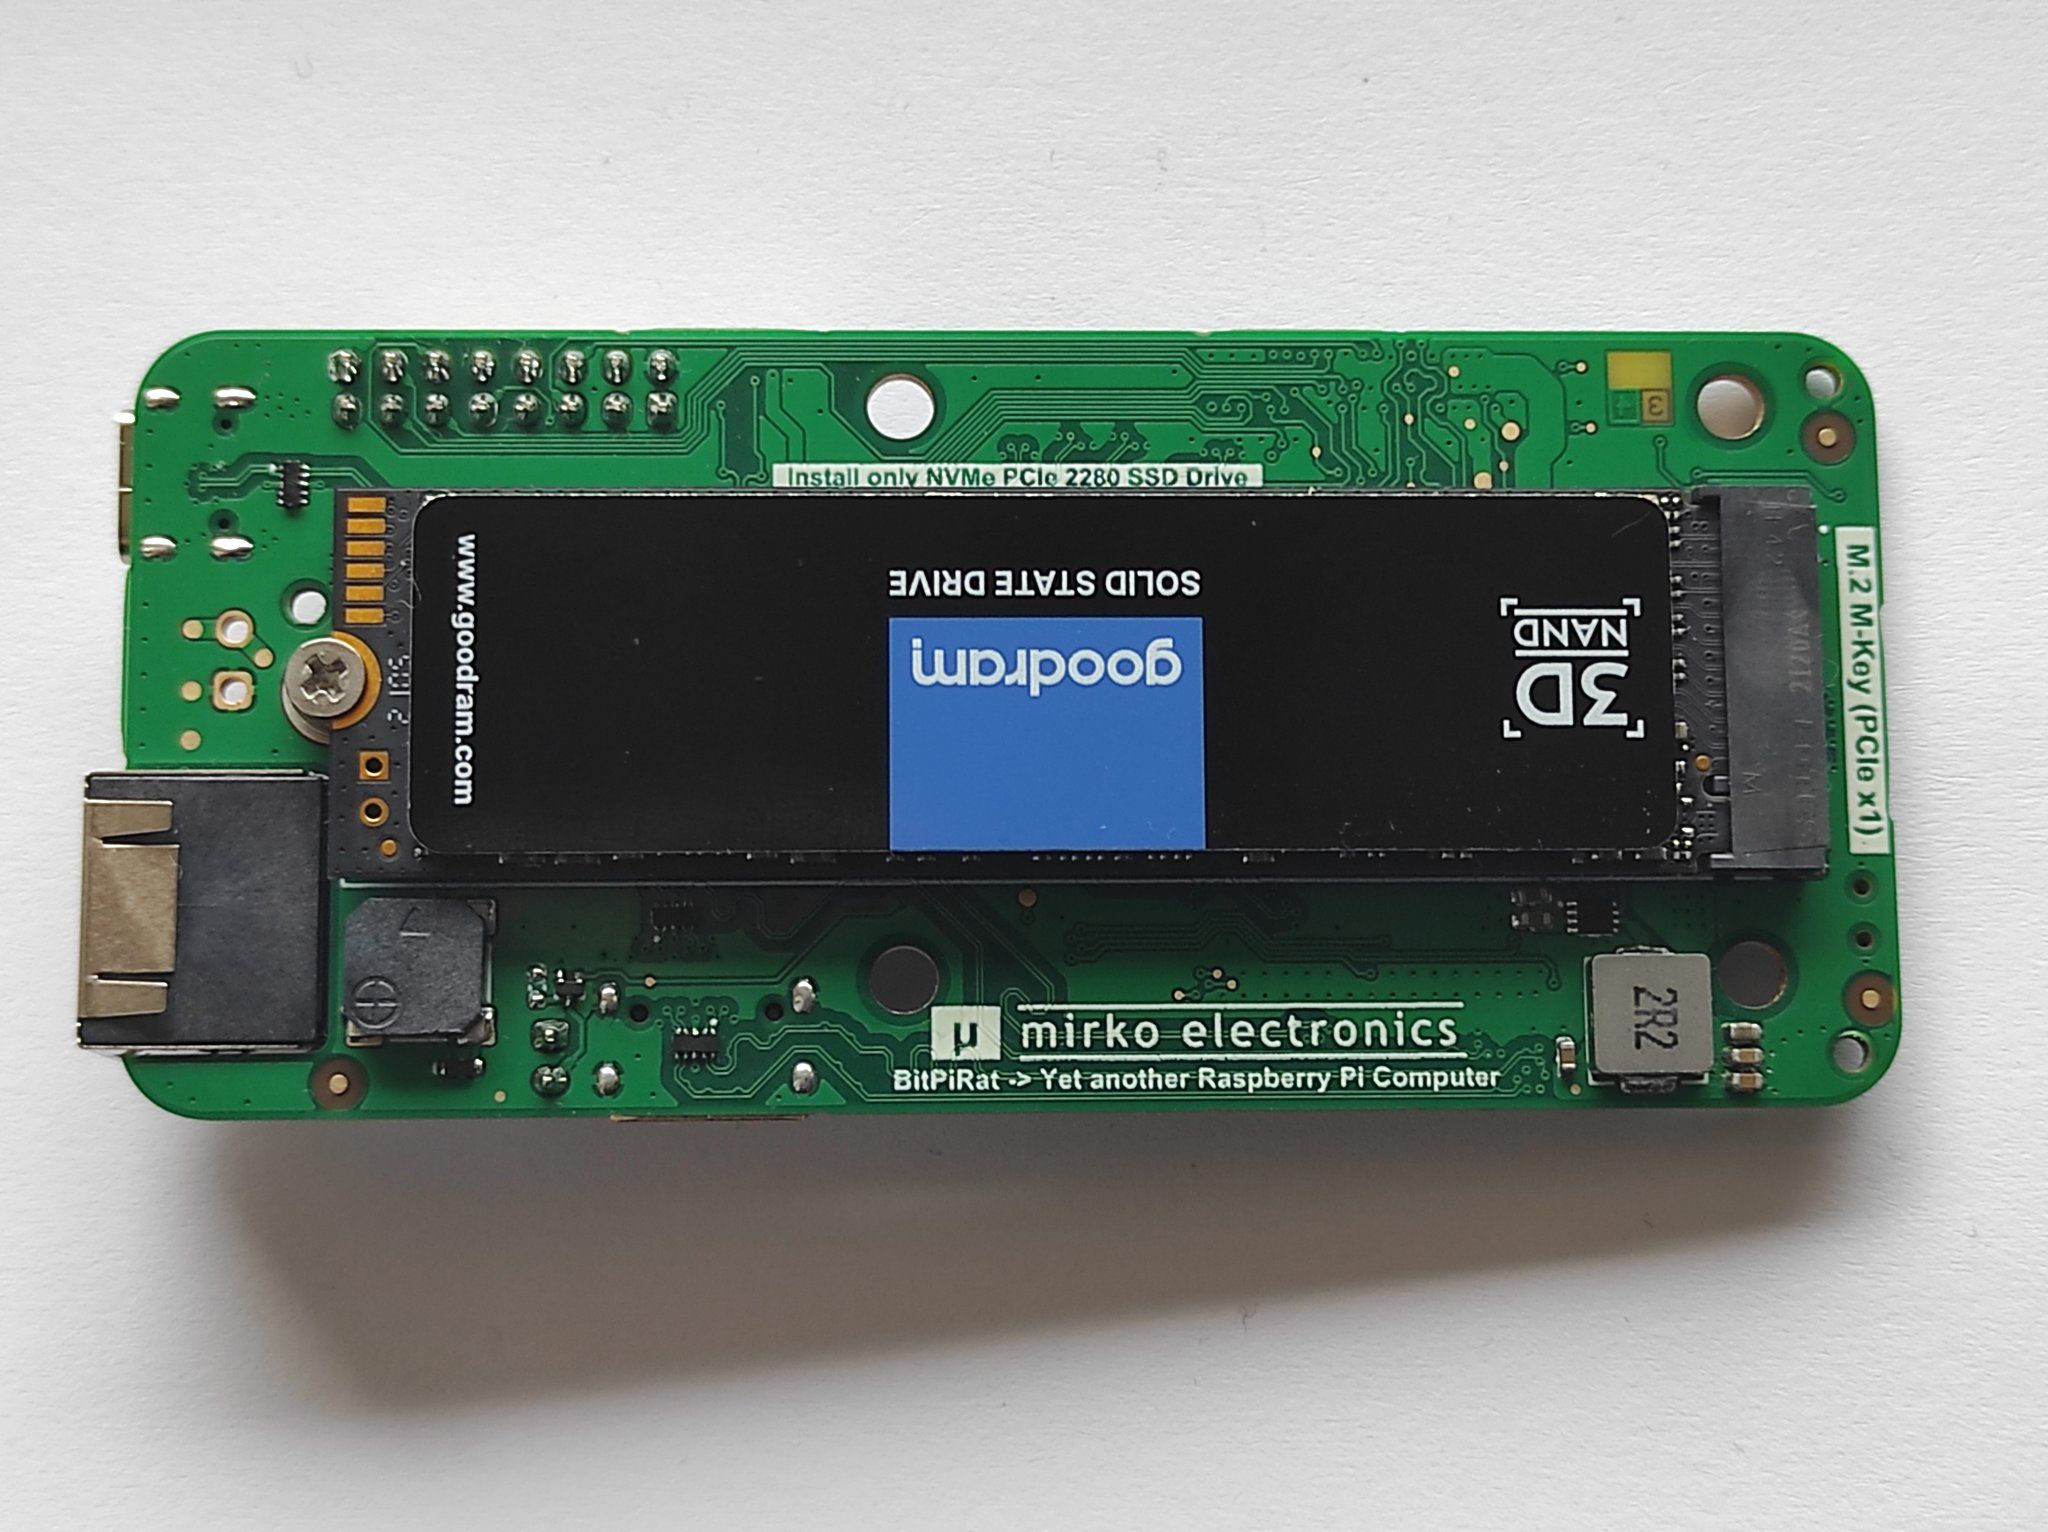 Install only NVMe PCIe 2280 SSD Drive
www.goodram.com
SOLID STATE DRIVE
goodram
3D
NAND
M.2 M-Key (PCIe x1)
2R2
µ mirko electronics
BitPiRat -> Yet another Raspberry Pi Computer